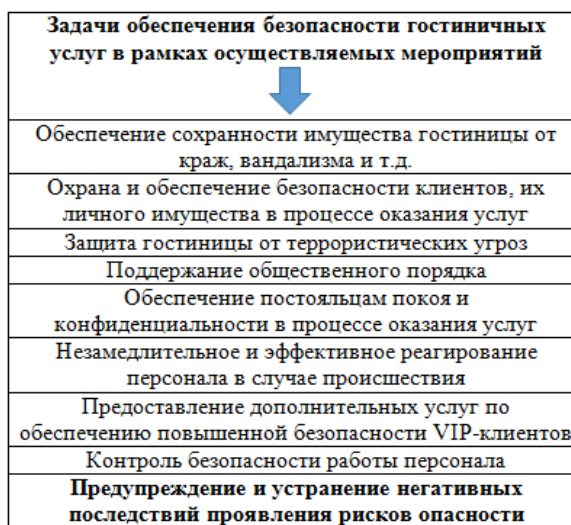 Задачи обеспечения безопасности гостиничных
услуг в рамках осуществляемых мероприятий
Обеспечение сохранности имущества гостиницы от
краж, вандализма и т.д.
Охрана и обеспечение безопасности клиентов, их
личного имущества в процессе оказания услуг
Защита гостиницы от террористических угроз
Поддержание общественного порядка
Обеспечение постояльцам покоя и
конфиденциальности в процессе оказания услуг
Незамедлительное и эффективное реагирование
персонала в случае происшествия
Предоставление дополнительных услуг по
обеспечению повышенной безопасности VIP-клиентов
Контроль безопасности работы персонала
Предупреждение и устранение негативных
последствий проявления рисков опасности